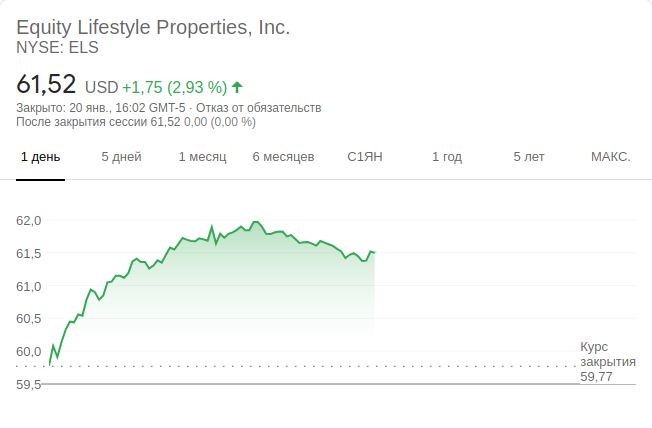 Equity Lifestyle Properties, Inc.
NYSE: ELS
61,52 USD +1,75 (2,93 %)
Закрыто: 20 янв., 16:02 GMT-5 · Отказ от обязательств
После закрытия сессии 61,52 0,00 (0,00 %)
1 день 5 дней 1 месяц 6 месяцев С1ЯН 1 год 5 лет МАКС.
62,0
61,5
61,0
60,5
60,0
59,5
Курс
закрытия
59,77